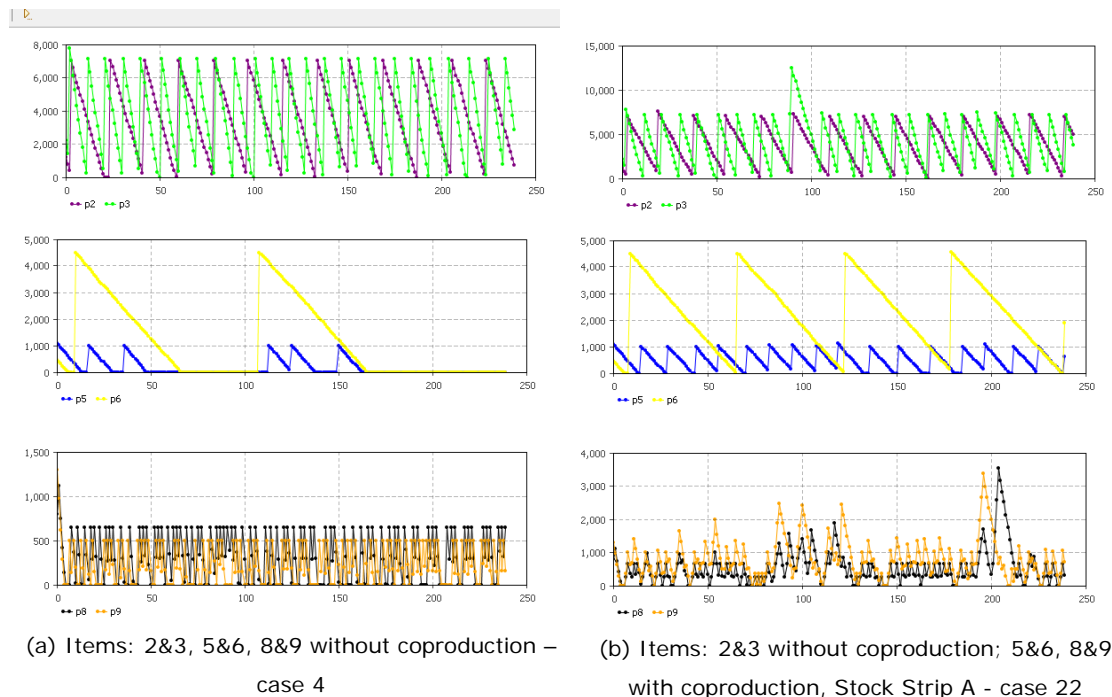 8,000
6,000
4,000
2,000
0
0 50 100 150 200 250
p2 p3
5,000
4,000
3,000
2,000
1,000
0
0 50 100 150 200 250
p5 p6
1,500
1,000
500
0
0 50 100 150 200 250
p8 p9
(a) Items: 2&3, 5&6, 8&9 without coproduction –
case 4
15,000
10,000
5,000
0
0 50 100 150 200 250
p2 p3
5,000
4,000
3,000
2,000
1,000
0
0 50 100 150 200 250
p5 p6
4,000
3,000
2,000
1,000
0
0 50 100 150 200 250
p8 p9
(b) Items: 2&3 without coproduction; 5&6, 8&9
with coproduction, Stock Strip A - case 22